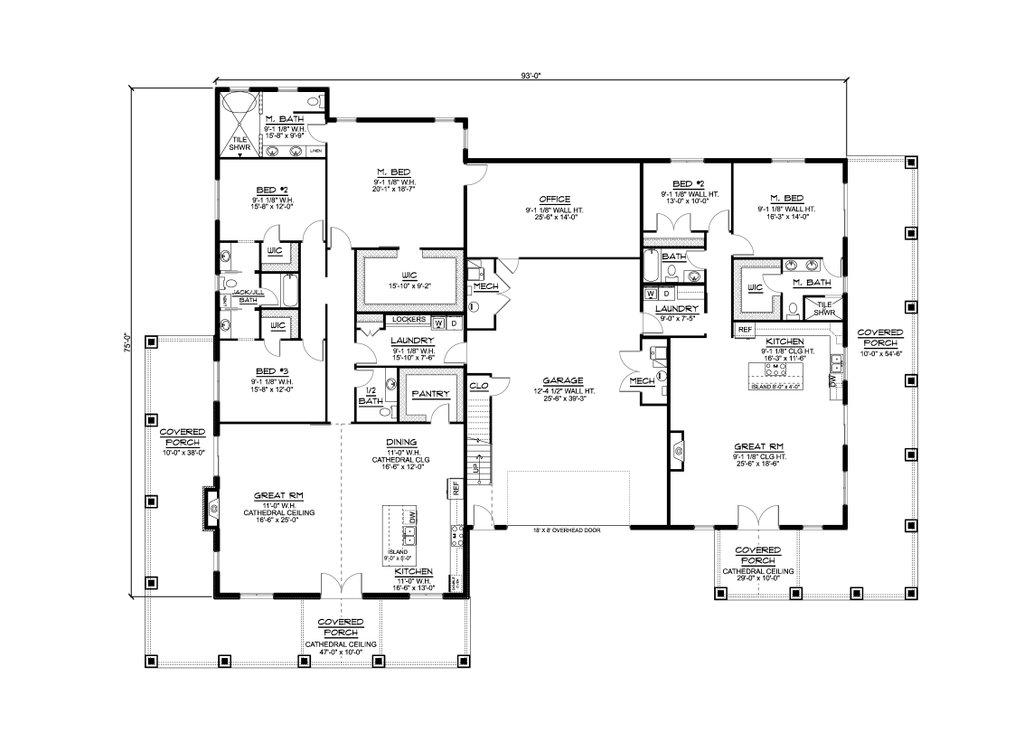 93'-0"
75'-0"
M. BATH
9'-1 1/8" W.H.
15'-8" x 9'-9"
TILE
SHWR
LINEN
M. BED
9'-1 1/8" W.H.
20'-1" x 18'-7"
BED #2
9'-1 1/8" W.H.
15'-8" x 12'-0"
WIC
JACK/JILL
BATH
LINEN
WIC
BED #3
9'-1 1/8" W.H.
15'-8" x 12'-0"
WIC
15'-10" x 9'-2"
LOCKERS
W
D
LAUNDRY
9'-1 1/8" W.H.
15'-10" x 7'-6"
1/2
BATH
PANTRY
MECH
CLO
UP
OFFICE
9'-1 1/8" WALL HT.
25'-6" x 14'-0"
GARAGE
12'-4 1/2" WALL HT.
25'-6" x 39'-3"
18' X 8' OVERHEAD DOOR
BED #2
9'-1 1/8" WALL HT.
13'-0" x 10'-0"
M. BED
9'-1 1/8" WALL HT.
16'-3" x 14'-0"
BATH
W
D
LAUNDRY
9'-0" x 7'-5"
WIC
M. BATH
TILE
SHWR
MECH
REF
KITCHEN
9'-1 1/8" CLG HT.
16'-3" x 11'-6"
DW
ISLAND 8'-0" x 4'-0"
GREAT RM
9'-1 1/8" CLG HT.
25'-6" x 18'-6"
COVERED
PORCH
10'-0" x 54'-6"
COVERED
PORCH
CATHEDRAL CEILING
29'-0" x 10'-0"
COVERED
PORCH
10'-0" x 38'-0"
DINING
11'-0" W.H.
CATHEDRAL CLG
16'-6" x 12'-0"
GREAT RM
11'-0" W.H.
CATHEDRAL CEILING
16'-6" x 25'-0"
REF
DW
ISLAND
KITCHEN
11'-0" W.H.
16'-6" x 13'-0"
COVERED
PORCH
CATHEDRAL CEILING
47'-0" x 10'-0"